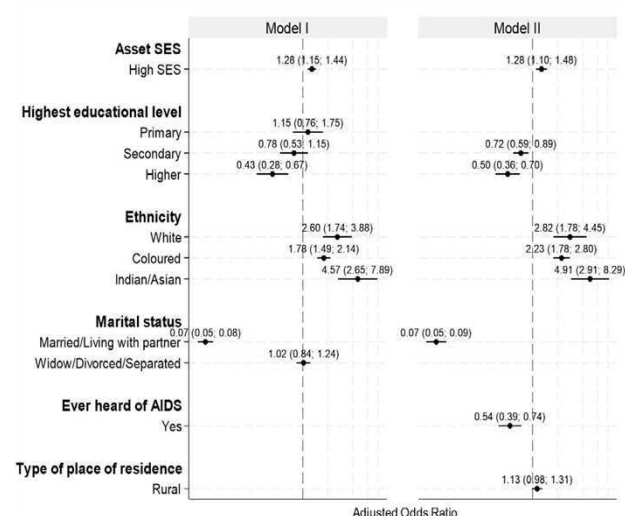 Model I Model II
Asset SES
1.28 (1.15; 1.44) 1.28 (1.10; 1.48)
High SES
Highest educational level
1.15 (0.76; 1.75)
Primary
0.78 (0.53; 1.15) 0.72 (0.59; 0.89)
Secondary
0.43 (0.28; 0.67) 0.50 (0.36; 0.70)
Higher
Ethnicity
2.60 (1.74; 3.88) 2.82 (1.78; 4.45)
White
1.78 (1.49; 2.14) 2.23 (1.78; 2.80)
Coloured
4.57 (2.65; 7.89) 4.91 (2.91; 8.29)
Indian/Asian
Marital status
0.07 (0.05; 0.08) 0.07 (0.05; 0.09)
Married/Living with partner
1.02 (0.84; 1.24)
Widow/Divorced/Separated
Ever heard of AIDS
0.54 (0.39; 0.74)
Yes
Type of place of residence
1.13 (0.98; 1.31)
Rural
Adjusted Odds Ratio